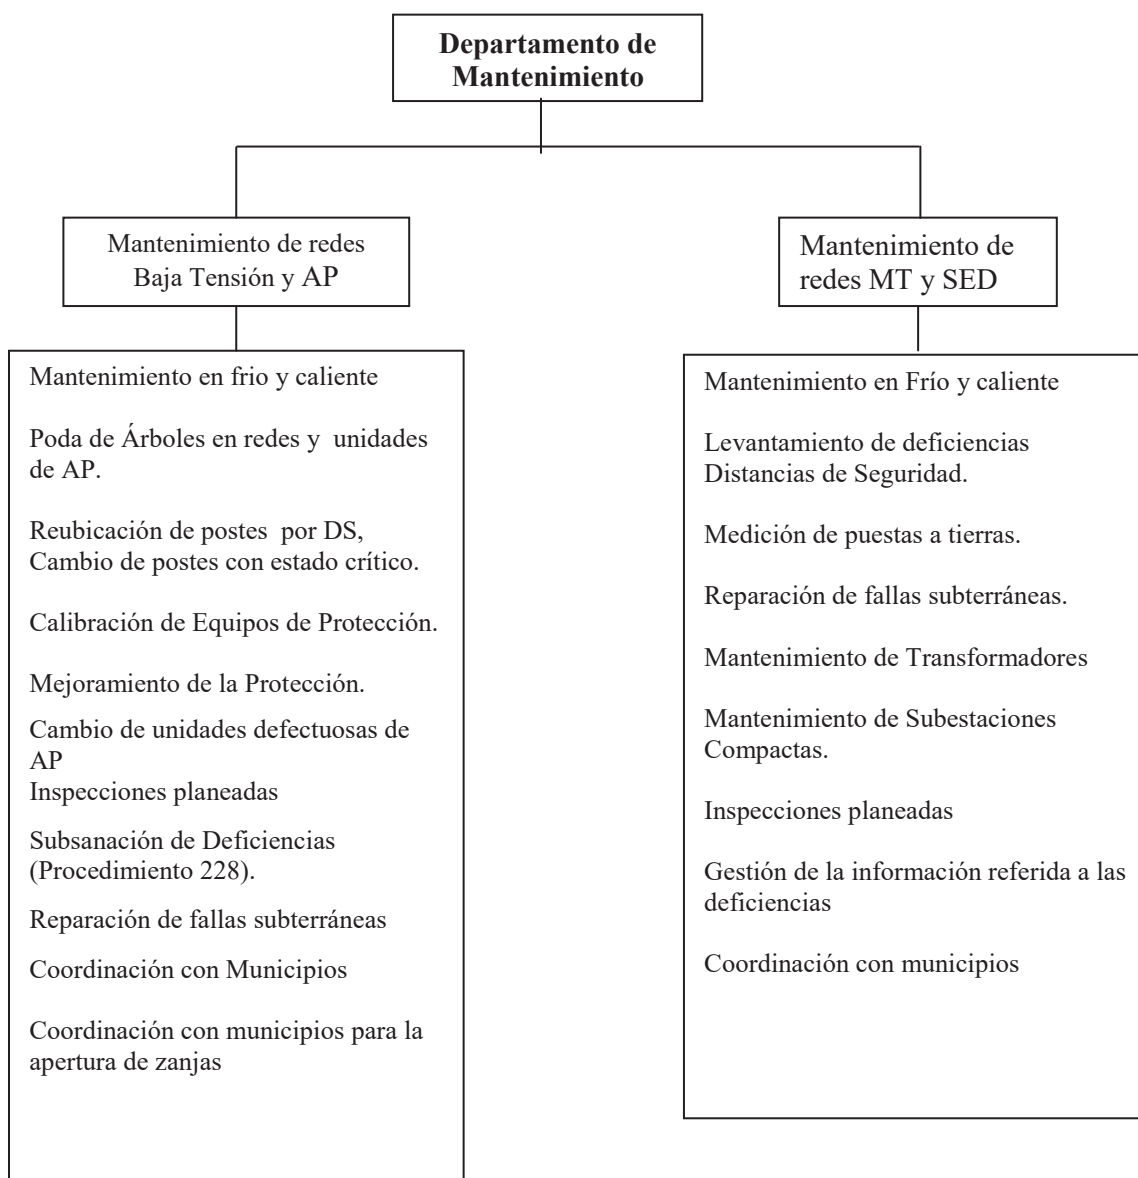 Departamento de
Mantenimiento
Mantenimiento de redes
Baja Tensión y AP
Mantenimiento en frio y caliente
Poda de Árboles en redes y unidades
de AP.
Reubicación de postes por DS,
Cambio de postes con estado crítico.
Calibración de Equipos de Protección.
Mejoramiento de la Protección.
Cambio de unidades defectuosas de
AP
Inspecciones planeadas
Subsanación de Deficiencias
(Procedimiento 228).
Reparación de fallas subterráneas
Coordinación con Municipios
Coordinación con municipios para la
apertura de zanjas
Mantenimiento de
redes MT y SED
Mantenimiento en Frío y caliente
Levantamiento de deficiencias
Distancias de Seguridad.
Medición de puestas a tierras.
Reparación de fallas subterráneas.
Mantenimiento de Transformadores
Mantenimiento de Subestaciones
Compactas.
Inspecciones planeadas
Gestión de la información referida a las
deficiencias
Coordinación con municipios